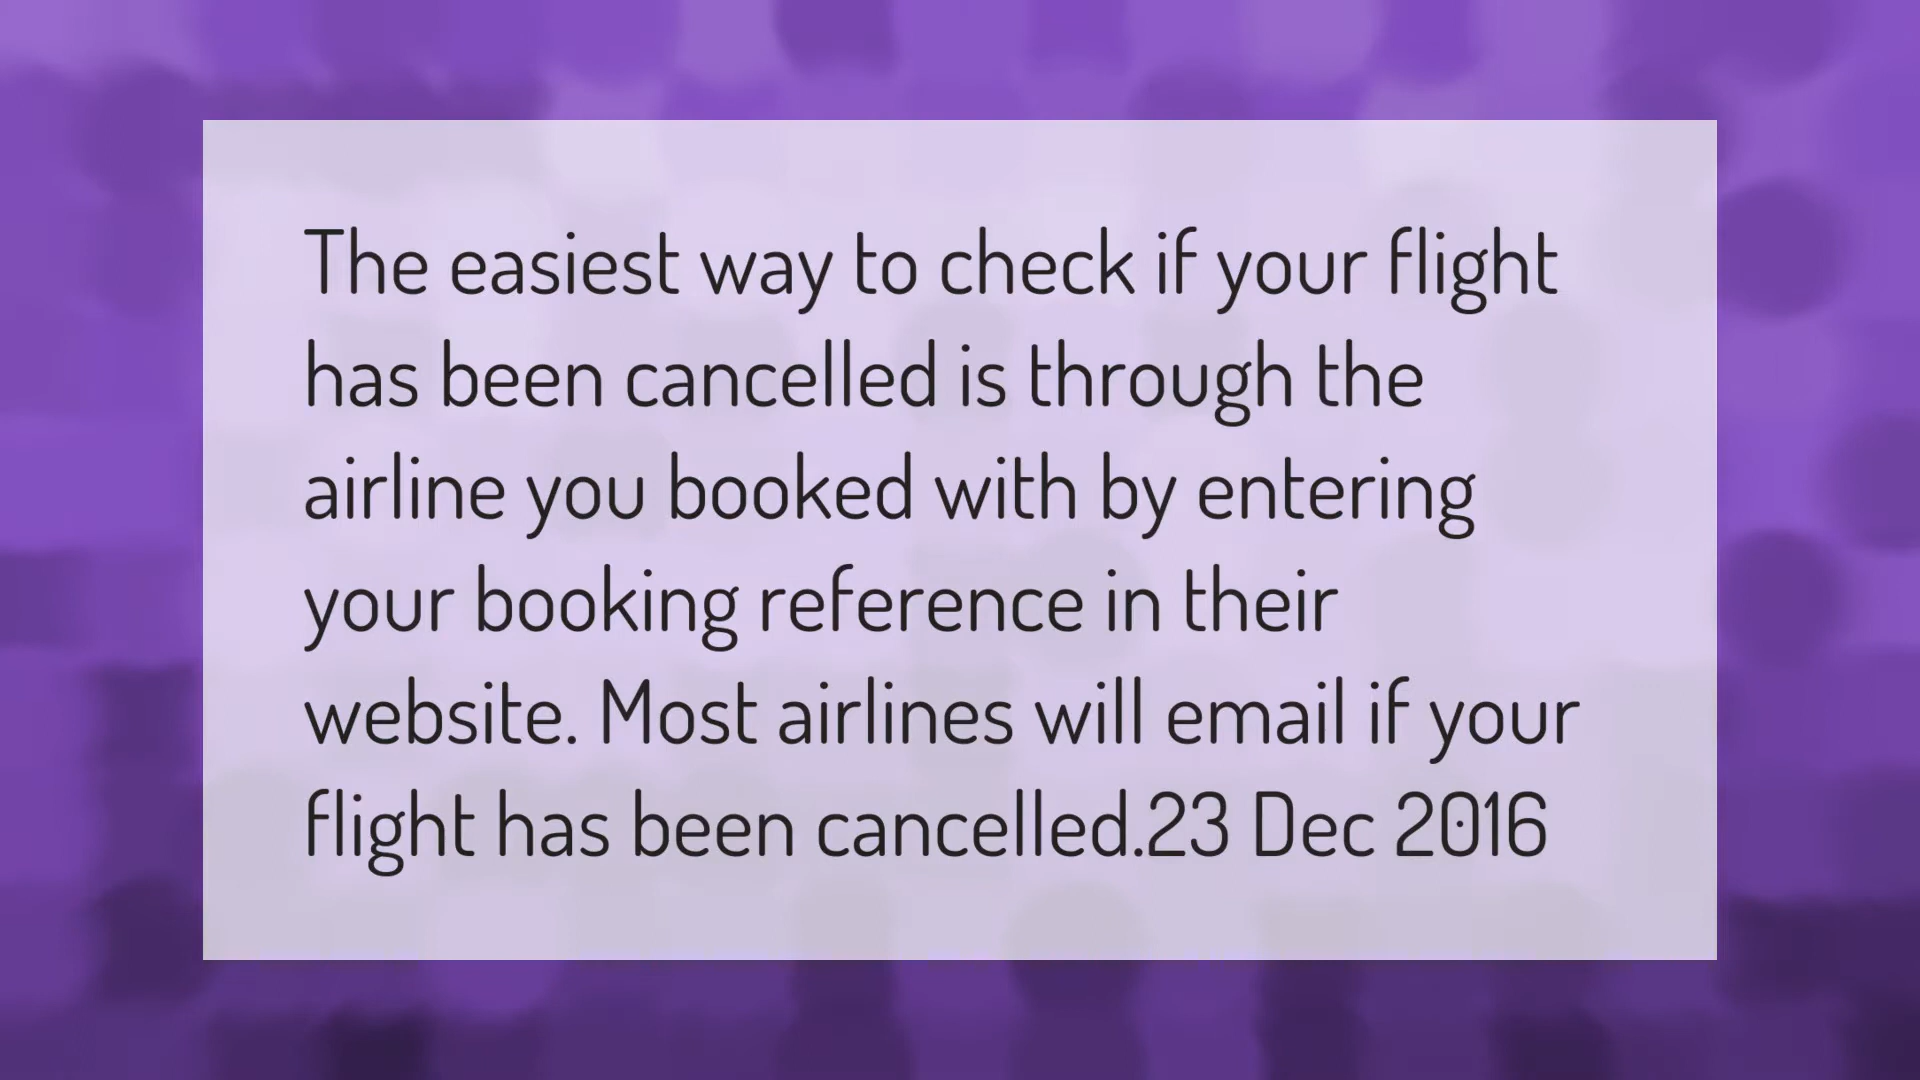 The easiest way to check if your flight
has been cancelled is through the
airline you booked with by entering
your booking reference in their
website. Most airlines will email if your
flight has been cancelled.23 Dec 2016